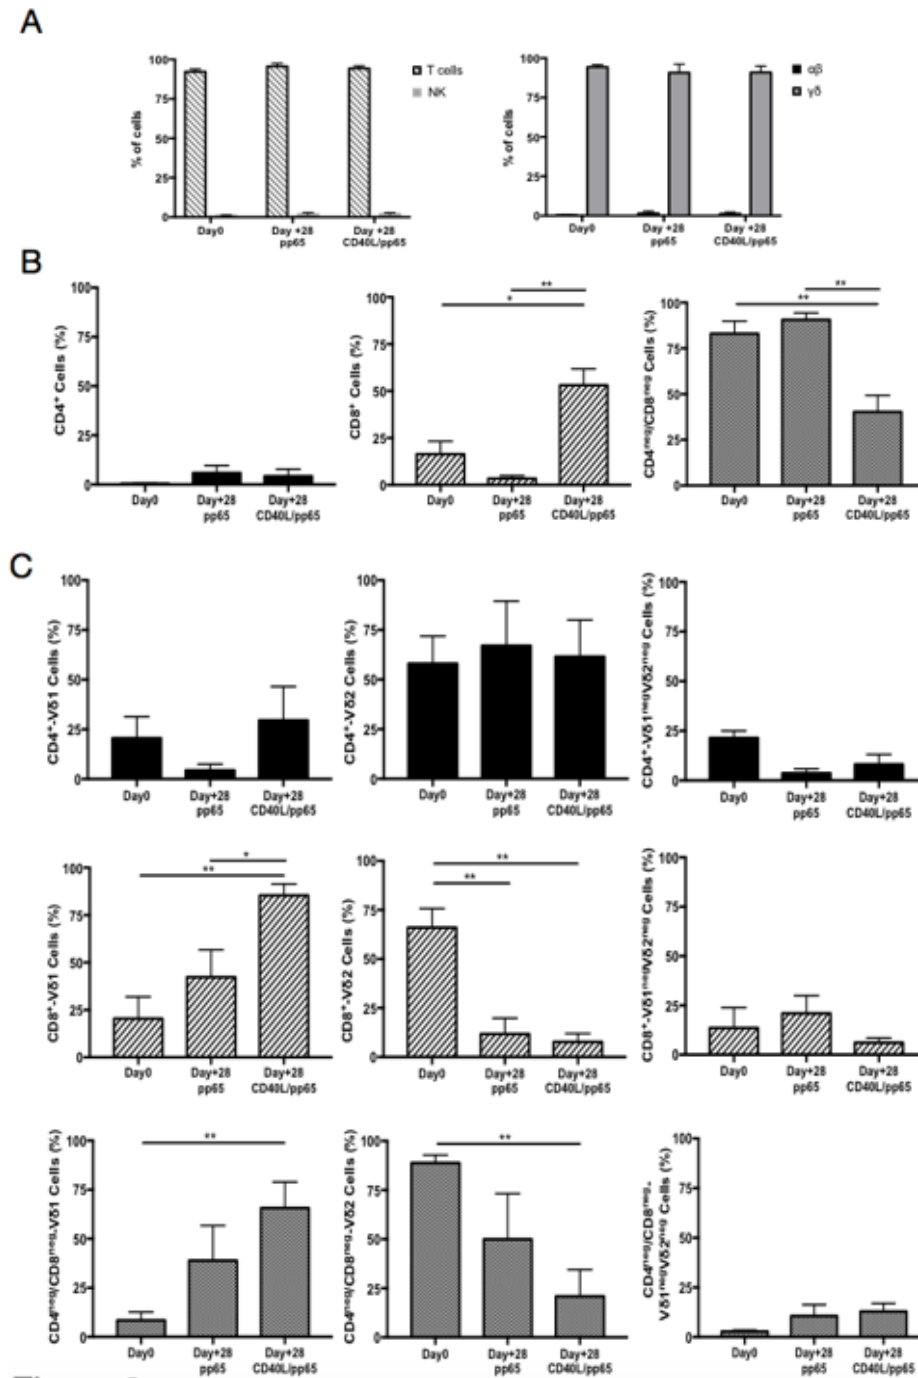 A
100
75
50
25
0
% of cells
T cells
NK
Day0
Day +28
pp65
Day +28
CD40L/pp65
100
75
50
25
0
% of cells
αβ
γδ
Day0
Day +28
pp65
Day +28
CD40L/pp65
B
100
75
50
25
0
CD4+ Cells (%)
Day0
Day+28
pp65
Day+28
CD40L/pp65
**
*
100
75
50
25
0
CD8+ Cells (%)
Day0
Day+28
pp65
Day+28
CD40L/pp65
**
**
100
75
50
25
0
CD4neg/CD8neg Cells (%)
Day0
Day+28
pp65
Day+28
CD40L/pp65
C
100
75
50
25
0
CD4+-Vδ1 Cells (%)
Day0
Day+28
pp65
Day+28
CD40L/pp65
100
75
50
25
0
CD4+-Vδ2 Cells (%)
Day0
Day+28
pp65
Day+28
CD40L/pp65
100
75
50
25
0
CD4+-Vδ1negVδ2neg Cells (%)
Day0
Day+28
pp65
Day+28
CD40L/pp65
*
**
100
75
50
25
0
CD8+-Vδ1 Cells (%)
Day0
Day+28
pp65
Day+28
CD40L/pp65
**
**
100
75
50
25
0
CD8+-Vδ2 Cells (%)
Day0
Day+28
pp65
Day+28
CD40L/pp65
100
75
50
25
0
CD8+-Vδ1negVδ2neg Cells (%)
Day0
Day+28
pp65
Day+28
CD40L/pp65
**
100
75
50
25
0
CD4neg/CD8neg-Vδ1 Cells (%)
Day0
Day+28
pp65
Day+28
CD40L/pp65
**
100
75
50
25
0
CD4neg/CD8neg-Vδ2 Cells (%)
Day0
Day+28
pp65
Day+28
CD40L/pp65
100
75
50
25
0
CD4neg/CD8neg-
Vδ1negVδ2neg Cells (%)
Day0
Day+28
pp65
Day+28
CD40L/pp65